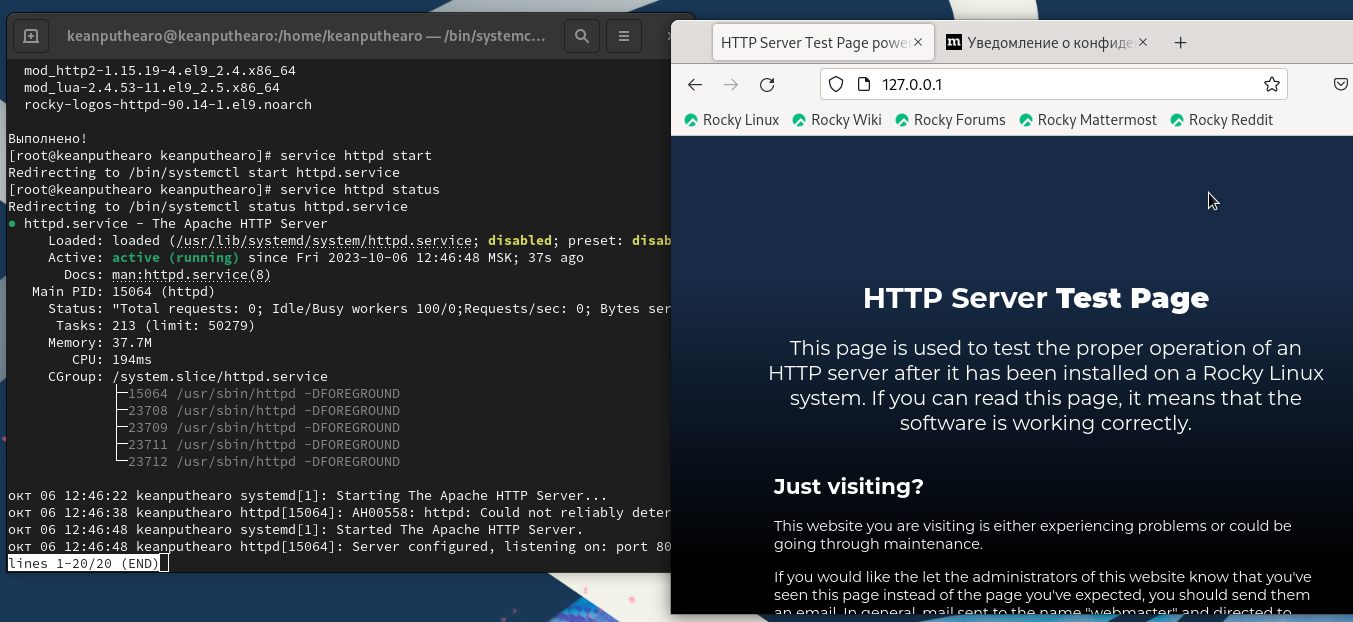 keanputhearo@keanputhearo:/home/keanputhearo — /bin/systemc...
mod_http2-1.15.19-4.el9_2.4.x86_64
mod_lua-2.4.53-11.el9_2.5.x86_64
rocky-logos-httpd-90.14-1.el9.noarch
Выполнено!
[root@keanputhearo keanputhearo]# service httpd start
Redirecting to /bin/systemctl start httpd.service
[root@keanputhearo keanputhearo]# service httpd status
Redirecting to /bin/systemctl status httpd.service
● httpd.service - The Apache HTTP Server
Loaded: loaded (/usr/lib/systemd/system/httpd.service; disabled; preset: disab
Active: active (running) since Fri 2023-10-06 12:46:48 MSK; 37s ago
Docs: man:httpd.service(8)
Main PID: 15064 (httpd)
Status: "Total requests: 0; Idle/Busy workers 100/0;Requests/sec: 0; Bytes ser
Tasks: 213 (limit: 50279)
Memory: 37.7M
CPU: 194ms
CGroup: /system.slice/httpd.service
├─15064 /usr/sbin/httpd -DFOREGROUND
├─23708 /usr/sbin/httpd -DFOREGROUND
├─23709 /usr/sbin/httpd -DFOREGROUND
├─23711 /usr/sbin/httpd -DFOREGROUND
└─23712 /usr/sbin/httpd -DFOREGROUND
окт 06 12:46:22 keanputhearo systemd[1]: Starting The Apache HTTP Server...
окт 06 12:46:38 keanputhearo httpd[15064]: AH00558: httpd: Could not reliably deter
окт 06 12:46:48 keanputhearo systemd[1]: Started The Apache HTTP Server.
окт 06 12:46:48 keanputhearo httpd[15064]: Server configured, listening on: port 80
lines 1-20/20 (END)
HTTP Server Test Page powe
m Уведомление о конфиде
127.0.0.1
Rocky Linux Rocky Wiki Rocky Forums Rocky Mattermost Rocky Reddit
HTTP Server Test Page
This page is used to test the proper operation of an
HTTP server after it has been installed on a Rocky Linux
system. If you can read this page, it means that the
software is working correctly.
Just visiting?
This website you are visiting is either experiencing problems or could be
going through maintenance.
If you would like the let the administrators of this website know that you've
seen this page instead of the page you've expected, you should send them
an email. In general, mail sent to the name "webmaster" and directed to